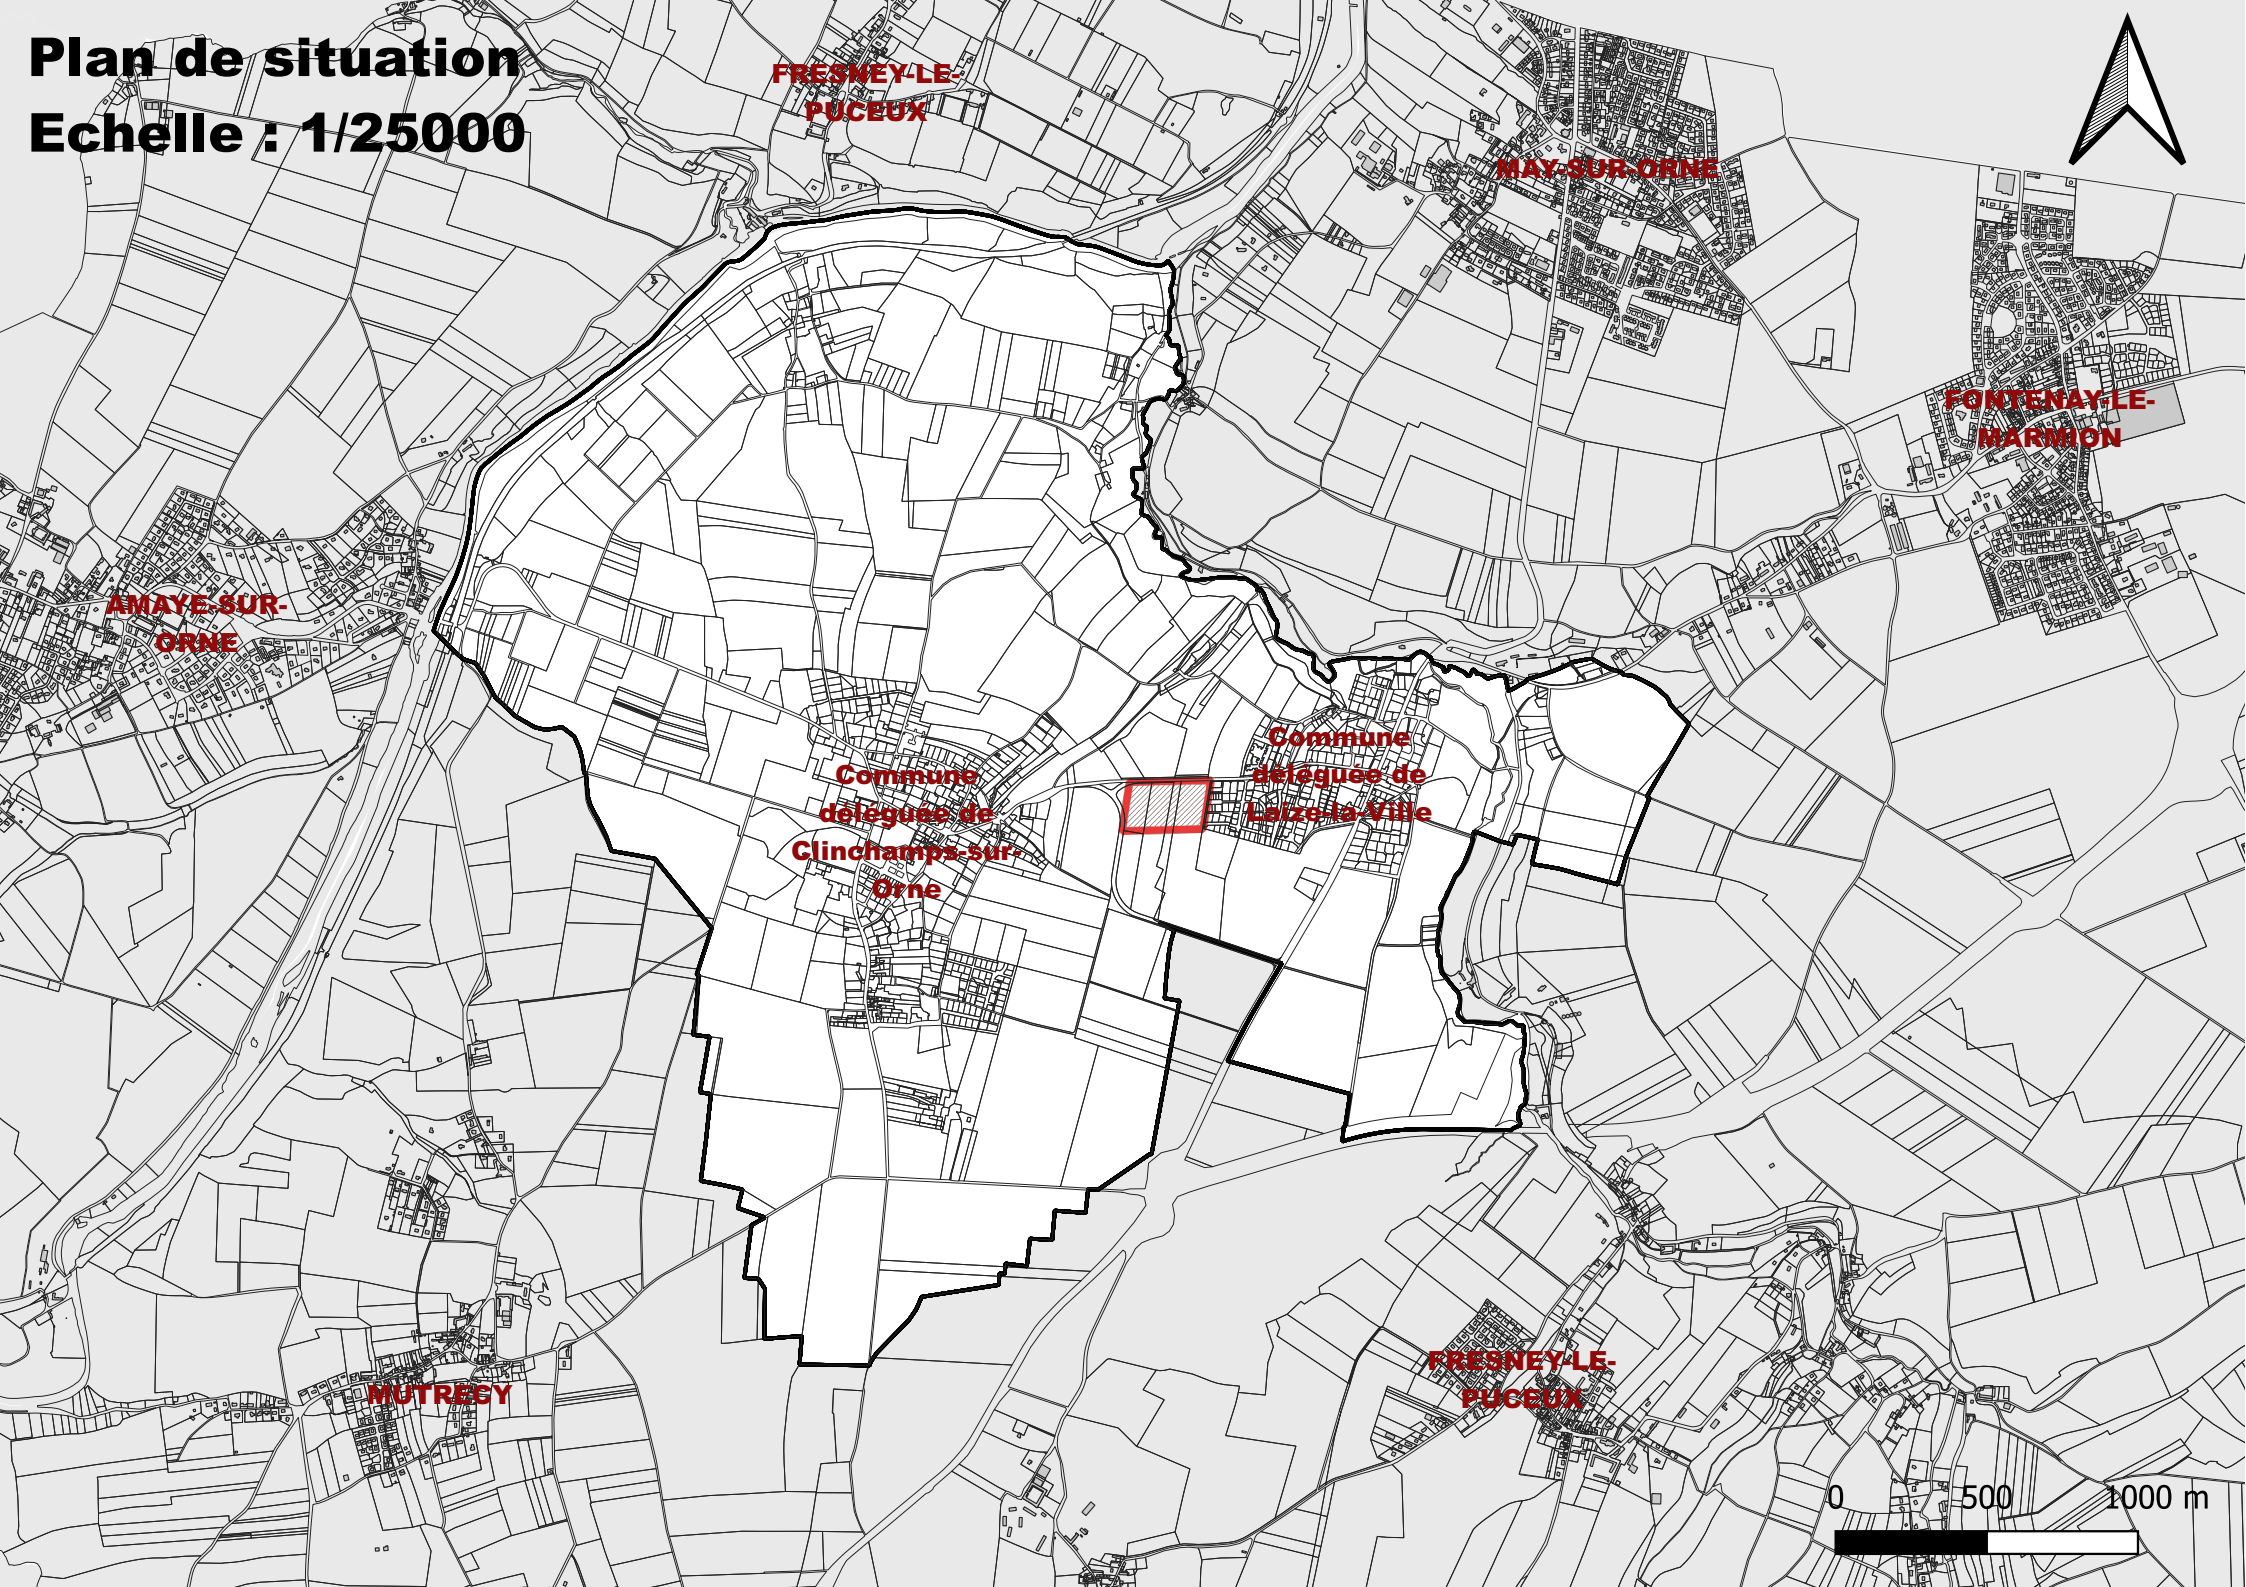 Plan de situation
Echelle : 1/25000
FRESNEY-LE-
PUCEUX
MAY-SUR-ORNE
FONTENAY-LE-
MARMION
AMAYE-SUR-
ORNE
Commune
déléguée de
Clinchamps-sur-
Orne
Commune
déléguée de
Laize-la-Ville
MUTRECY
FRESNEY-LE-
PUCEUX
0 500 1000 m